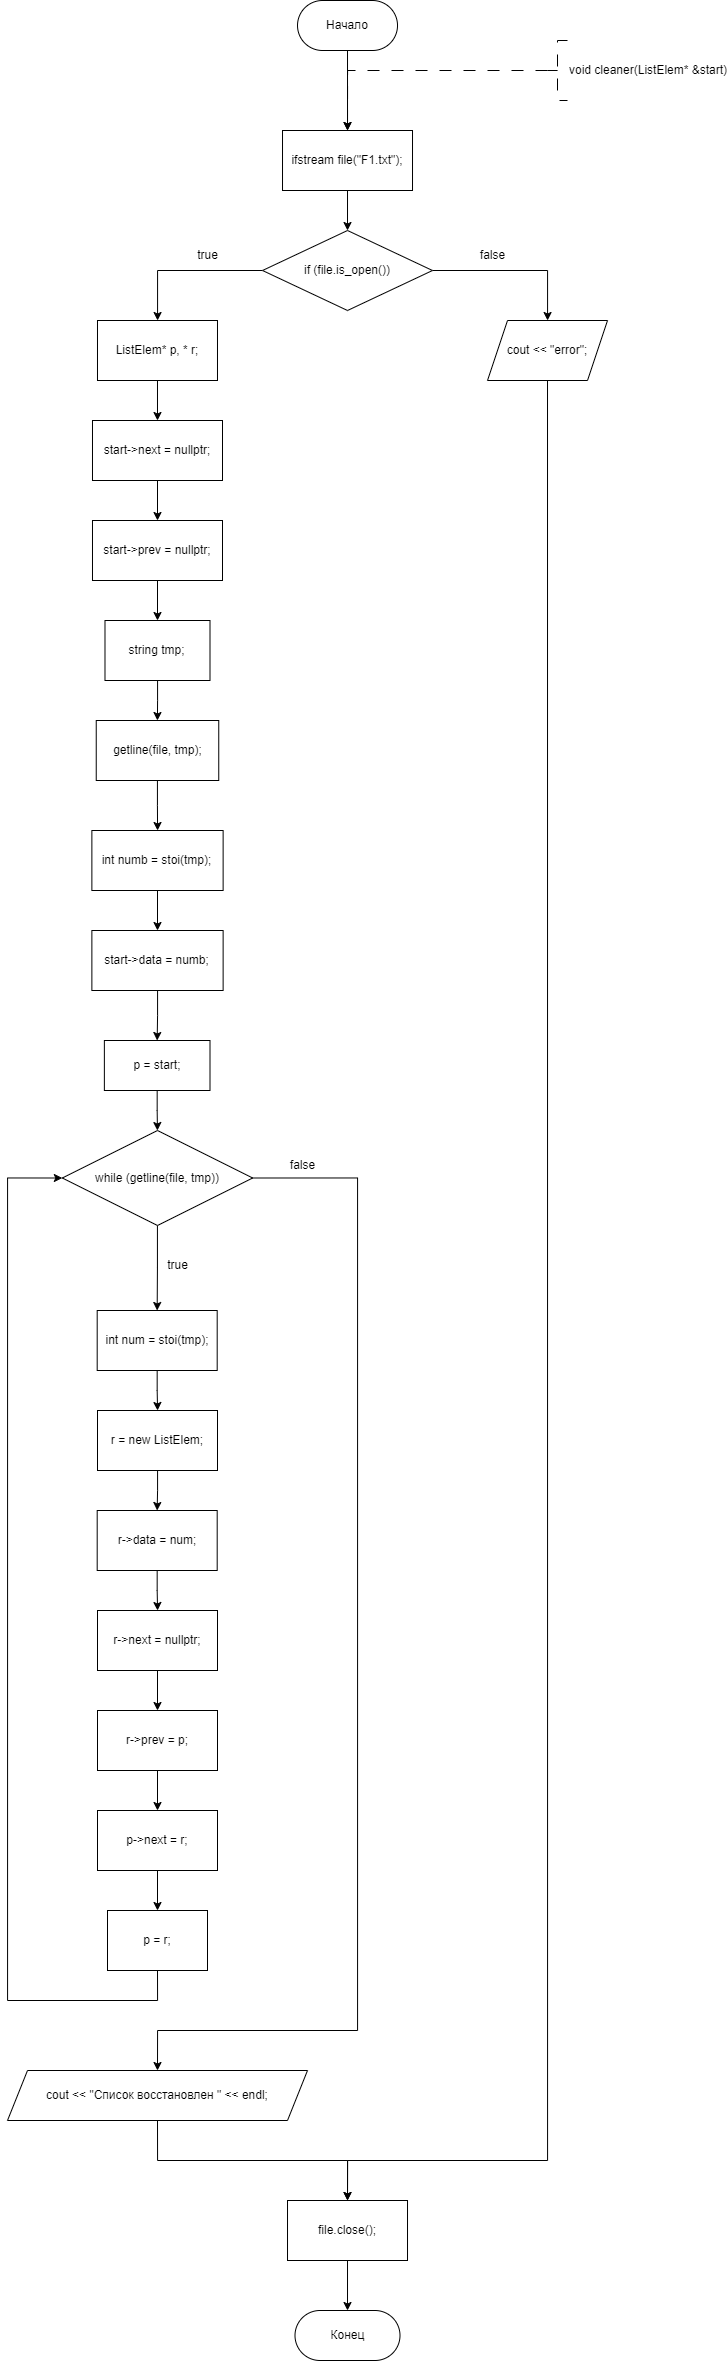 Начало
void cleaner(ListElem* &start)
ifstream file("F1.txt");
if (file.is_open())
true
false
ListElem* p, * r;
cout << "error";
start->next = nullptr;
start->prev = nullptr;
string tmp;
getline(file, tmp);
int numb = stoi(tmp);
start->data = numb;
p = start;
while (getline(file, tmp))
false
true
int num = stoi(tmp);
r = new ListElem;
r->data = num;
r->next = nullptr;
r->prev = p;
p->next = r;
p = r;
cout << "Список восстановлен " << endl;
file.close();
Конец